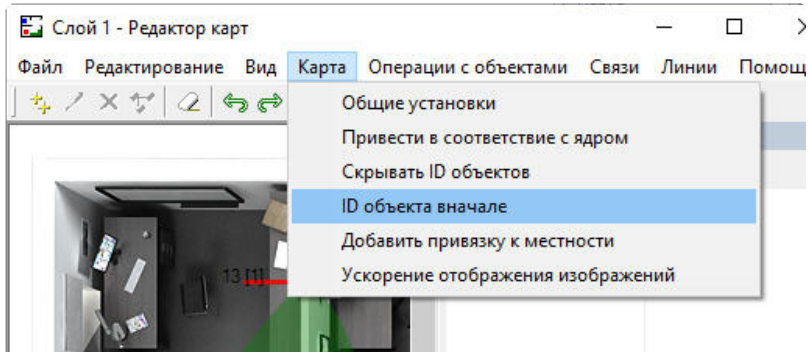 Слой 1 - Редактор карт
Файл Редактирование Вид Карта Операции с объектами Связи Линии Помощ
Общие установки
Привести в соответствие с ядром
Скрывать ID объектов
ID объекта вначале
Добавить привязку к местности
Ускорение отображения изображений
13 [1]